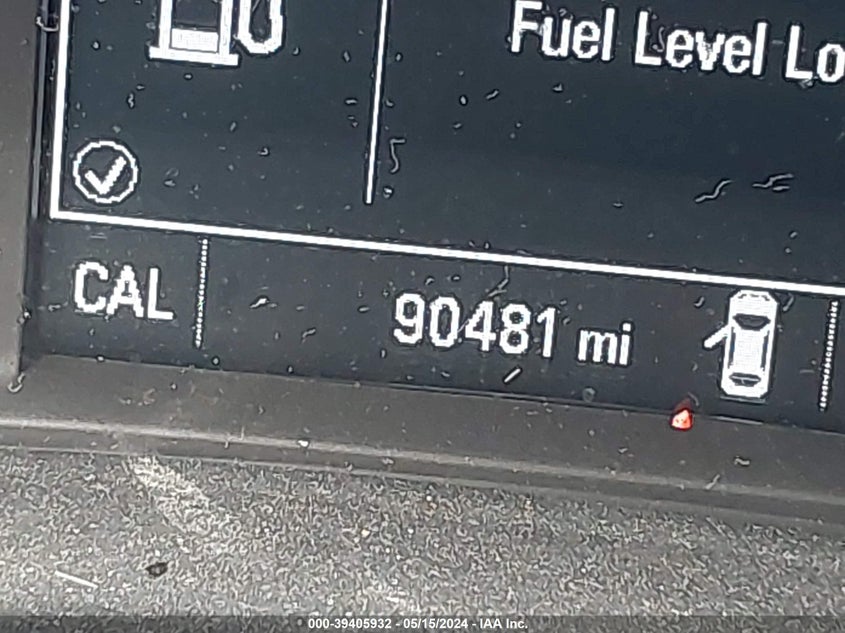 Fuel Level Lo
CAL
90481 mi
000-39405932 - 05/15/2024 - IAA Inc.